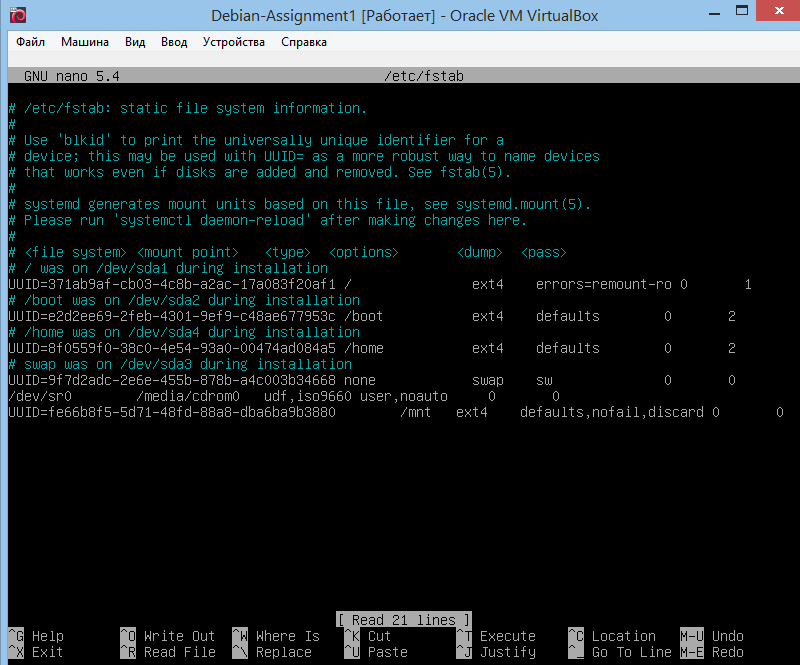 Debian-Assignment1 [Работает] - Oracle VM VirtualBox
Файл Машина Вид Ввод Устройства Справка
GNU nano 5.4 /etc/fstab
# /etc/fstab: static file system information.
#
# Use 'blkid' to print the universally unique identifier for a
# device; this may be used with UUID= as a more robust way to name devices
# that works even if disks are added and removed. See fstab(5).
#
# systemd generates mount units based on this file, see systemd.mount(5).
# Please run 'systemctl daemon-reload' after making changes here.
#
# <file system> <mount point> <type> <options> <dump> <pass>
# / was on /dev/sda1 during installation
UUID=371ab9af-cb03-4c8b-a2ac-17a083f20af1 / ext4 errors=remount-ro 0 1
# /boot was on /dev/sda2 during installation
UUID=e2d2ee69-2feb-4301-9ef9-c48ae677953c /boot ext4 defaults 0 2
# /home was on /dev/sda4 during installation
UUID=8f0559f0-38c0-4e54-93a0-00474ad084a5 /home ext4 defaults 0 2
# swap was on /dev/sda3 during installation
UUID=9f7d2adc-2e6e-455b-878b-a4c003b34668 none swap sw 0 0
/dev/sr0 /media/cdrom0 udf,iso9660 user,noauto 0 0
UUID=fe66b8f5-5d71-48fd-88a8-dba6ba9b3880 /mnt ext4 defaults,nofail,discard 0 0
[ Read 21 lines ]
^G Help ^O Write Out ^W Where Is ^K Cut ^T Execute ^C Location M-U Undo
^X Exit ^R Read File ^\ Replace ^U Paste ^J Justify ^_ Go To Line M-E Redo